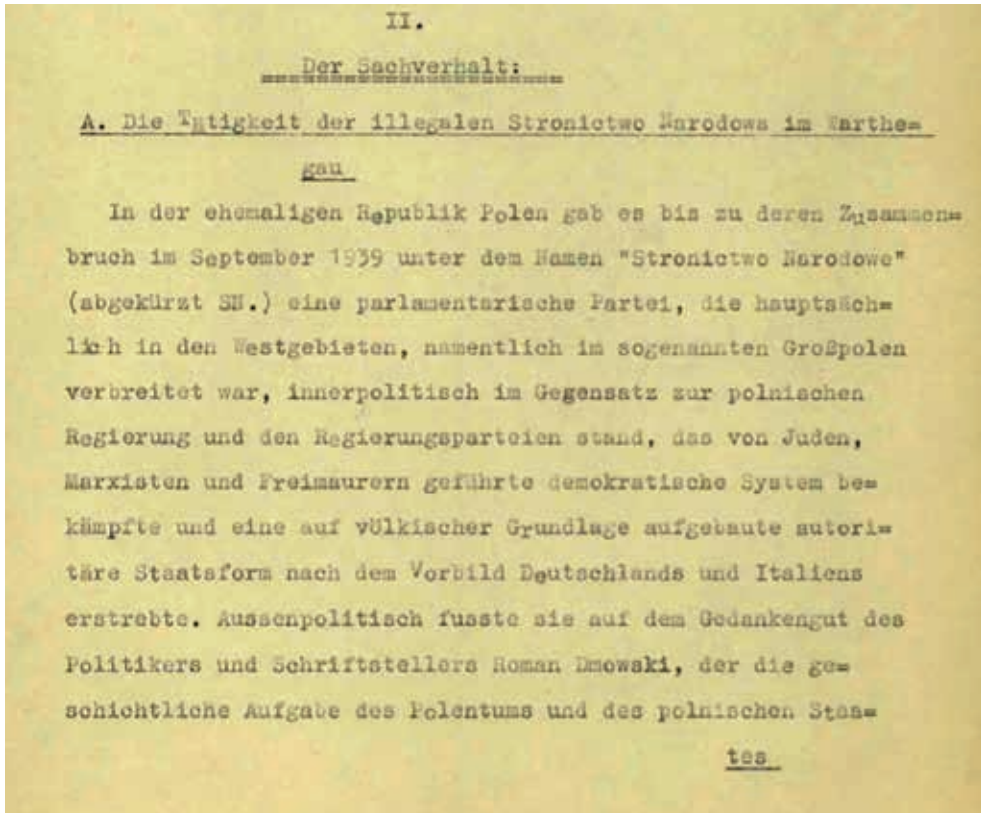 II.
Der Sachverhalt:
A. Die Tätigkeit der illegalen Stronictwo Narodowa im Warthe=
gau
In der ehemaligen Republik Polen gab es bis zu deren Zusammen=
bruch im September 1939 unter dem Namen "Stronictwo Narodowe"
(abgekürzt SN.) eine parlamentarische Partei, die hauptsäch=
lich in den Westgebieten, namentlich im sogenannten Großpolen
verbreitet war, innerpolitisch im Gegensatz zur polnischen
Regierung und den Regierungsparteien stand, das von Juden,
Marxisten und Freimaurern geführte demokratische System be=
kämpfte und eine auf völkischer Grundlage aufgebaute autori=
täre Staatsform nach dem Vorbild Deutschlands und Italiens
erstrebte. Aussenpolitisch fusste sie auf dem Gedankengut des
Politikers und Schriftstellers Roman Dmowski, der die ge=
schichtliche Aufgabe des Polentums und des polnischen Staa=
tes